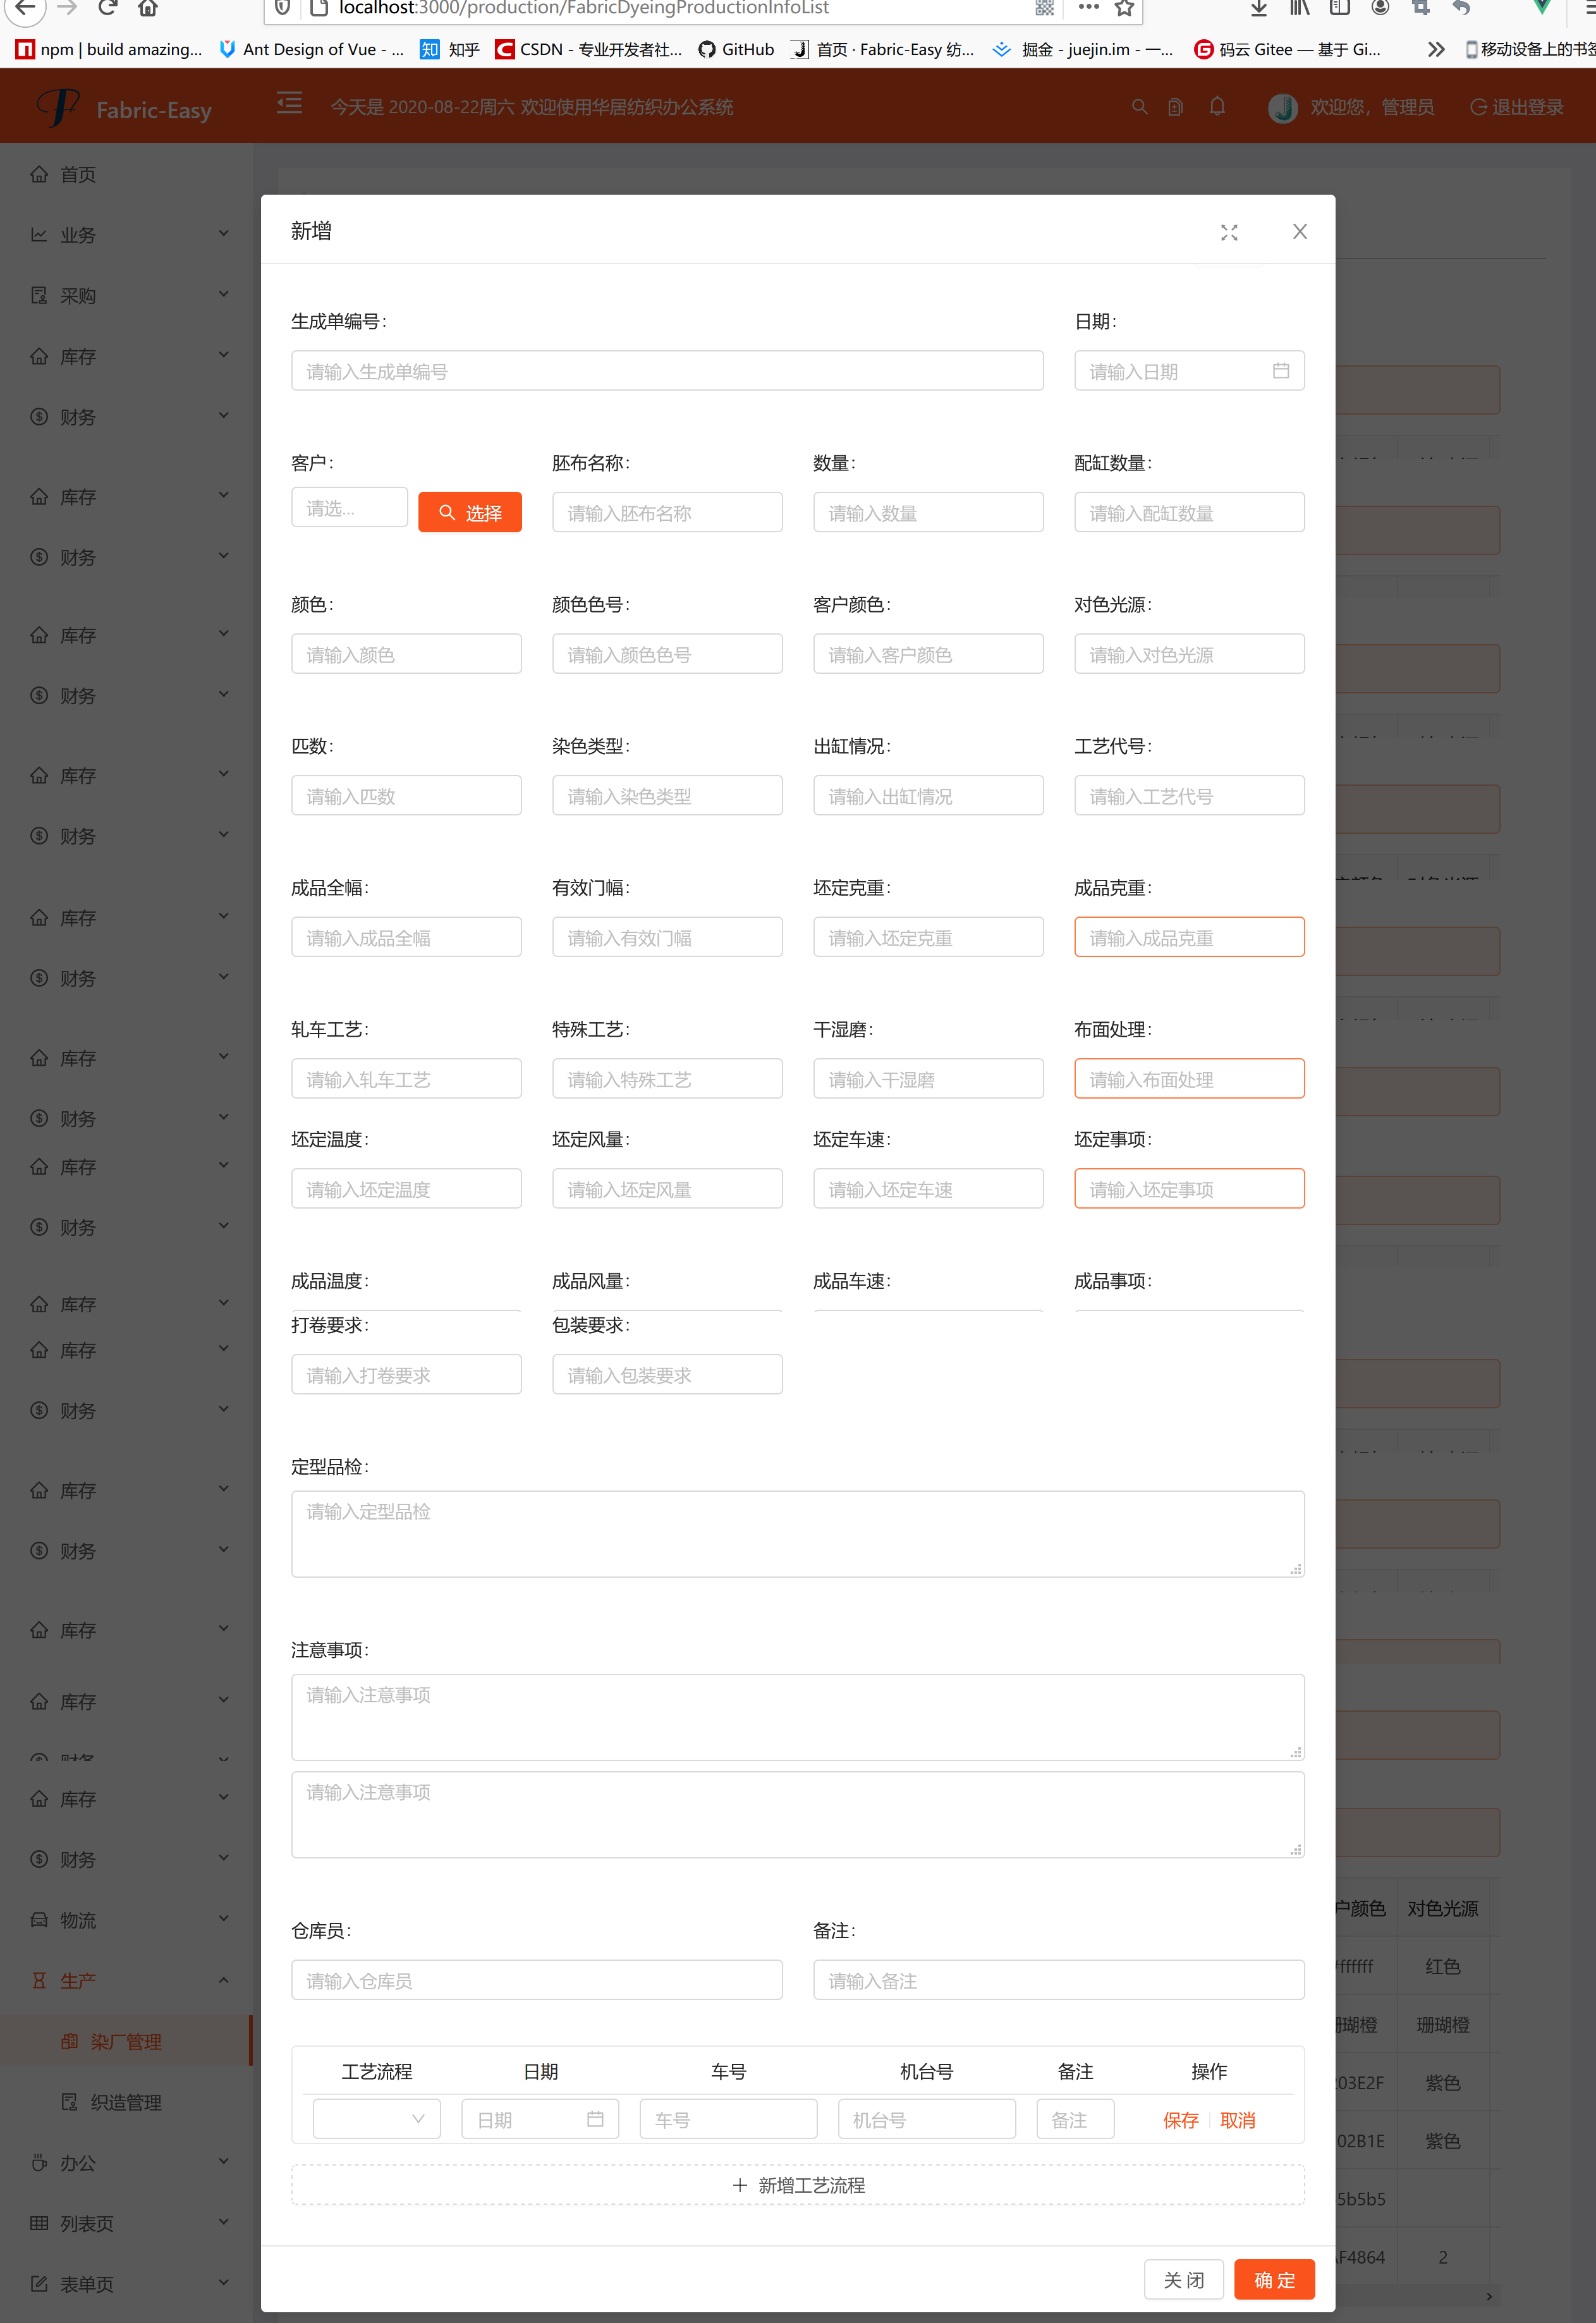 localhost:3000/production/FabricDyeingProductionInfoList
npm | build amazing... Ant Design of Vue - ... 知 知乎 CSDN - 专业开发者社... GitHub 首页 · Fabric-Easy 纺... 掘金 - juejin.im - 一... 码云 Gitee — 基于 Gi... 移动设备上的书签
Fabric-Easy 今天是 2020-08-22周六 欢迎使用华居纺织办公系统 欢迎您，管理员 退出登录
首页
业务
采购
库存
财务
库存
财务
库存
财务
库存
财务
库存
财务
库存
财务
库存
财务
库存
库存
财务
库存
财务
库存
库存
库存
财务
物流
生产
染厂管理
织造管理
办公
列表页
表单页
新增
生成单编号: 日期:
请输入生成单编号 请输入日期
客户: 胚布名称: 数量: 配缸数量:
请选... 选择 请输入胚布名称 请输入数量 请输入配缸数量
颜色: 颜色色号: 客户颜色: 对色光源:
请输入颜色 请输入颜色色号 请输入客户颜色 请输入对色光源
匹数: 染色类型: 出缸情况: 工艺代号:
请输入匹数 请输入染色类型 请输入出缸情况 请输入工艺代号
成品全幅: 有效门幅: 坯定克重: 成品克重:
请输入成品全幅 请输入有效门幅 请输入坯定克重 请输入成品克重
轧车工艺: 特殊工艺: 干湿磨: 布面处理:
请输入轧车工艺 请输入特殊工艺 请输入干湿磨 请输入布面处理
坯定温度: 坯定风量: 坯定车速: 坯定事项:
请输入坯定温度 请输入坯定风量 请输入坯定车速 请输入坯定事项
成品温度: 成品风量: 成品车速: 成品事项:
打卷要求: 包装要求:
请输入打卷要求 请输入包装要求
定型品检:
请输入定型品检
注意事项:
请输入注意事项
请输入注意事项
仓库员: 备注:
请输入仓库员 请输入备注
工艺流程 日期 车号 机台号 备注 操作
日期 车号 机台号 备注 保存 取消
新增工艺流程
关 闭 确 定
户颜色 对色光源
ffffff 红色
珊瑚橙 珊瑚橙
03E2F 紫色
02B1E 紫色
5b5b5
F4864 2